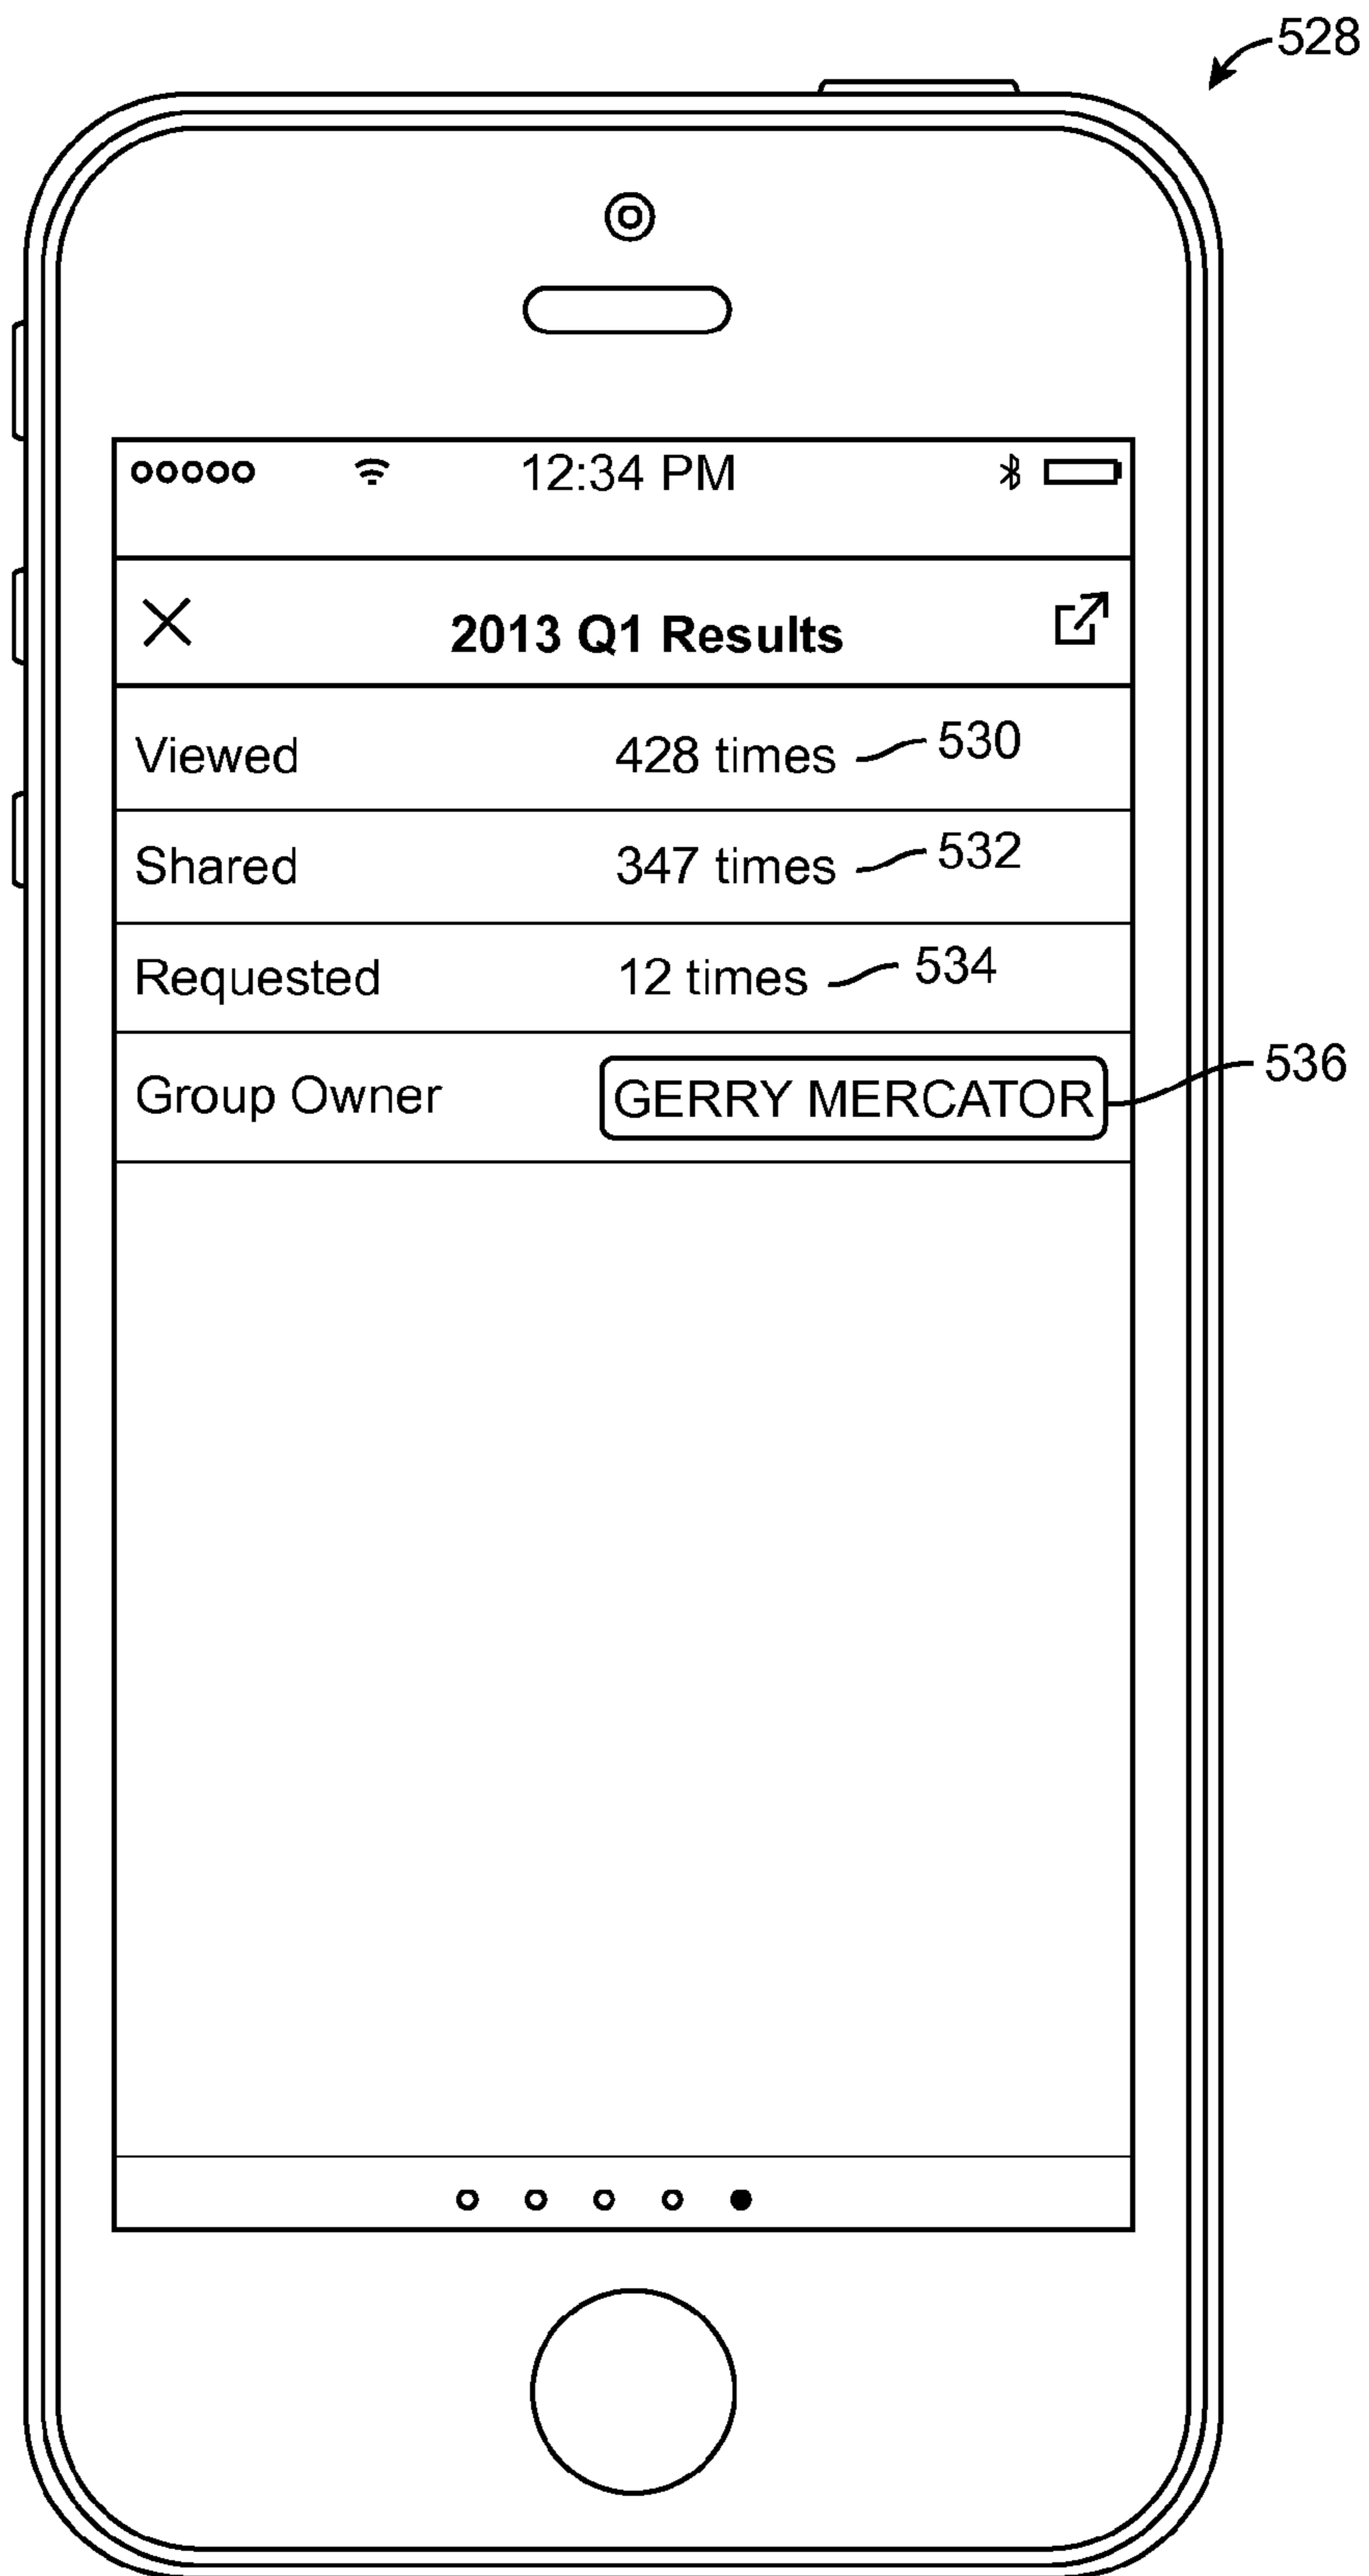 528
12:34 PM
2013 Q1 Results
Viewed 428 times 530
Shared 347 times 532
Requested 12 times 534
Group Owner GERRY MERCATOR 536